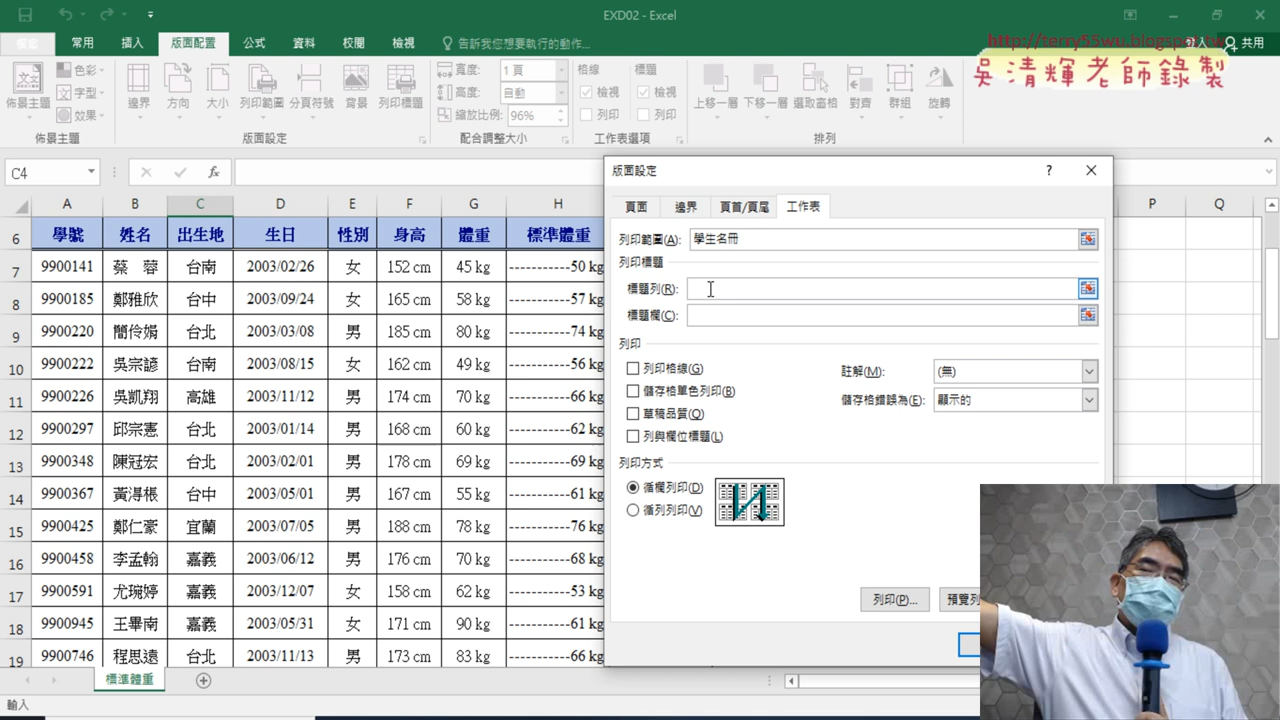 EXD02 - Excel
http://terry55wu.blogspot.tw
登入 共用
吳清輝老師錄製
檔案 常用 插入 版面配置 公式 資料 校閱 檢視 告訴我您想要執行的動作...
佈景主題 色彩 字型 效果 邊界 方向 大小 列印範圍 分頁符號 背景 列印標題
寬度: 1 頁 格線 標題
高度: 自動 檢視 檢視
縮放比例: 96% 列印 列印
上移一層 下移一層 選取窗格 對齊 群組 旋轉
佈景主題 版面設定 配合調整大小 工作表選項 排列
C4 fx
A B C D E F G H P Q
6 學號 姓名 出生地 生日 性別 身高 體重 標準體重
7 9900141 蔡 蓉 台南 2003/02/26 女 152 cm 45 kg ----------50 kg
8 9900185 鄭雅欣 台中 2003/09/24 女 165 cm 58 kg ----------57 kg
9 9900220 簡伶娟 台北 2003/03/08 男 185 cm 80 kg ----------74 kg
10 9900222 吳宗諺 台南 2003/08/15 女 162 cm 49 kg ----------56 kg
11 9900226 吳凱翔 高雄 2003/11/12 男 174 cm 70 kg ----------66 kg
12 9900297 邱宗憲 台北 2003/01/14 男 168 cm 60 kg ----------62 kg
13 9900348 陳冠宏 台北 2003/02/01 男 178 cm 69 kg ----------69 kg
14 9900367 黃潯棖 台中 2003/05/01 男 167 cm 55 kg ----------61 kg
15 9900425 鄭仁豪 宜蘭 2003/07/05 男 188 cm 78 kg ----------76 kg
16 9900458 李孟翰 嘉義 2003/06/12 男 176 cm 70 kg ----------68 kg
17 9900591 尤琬婷 嘉義 2003/12/07 女 158 cm 62 kg ----------53 kg
18 9900945 王畢南 嘉義 2003/05/31 女 171 cm 90 kg ----------61 kg
19 9900746 程思遠 台北 2003/11/13 男 173 cm 83 kg ----------66 kg
標準體重
輸入
版面設定 ?
頁面 邊界 頁首/頁尾 工作表
列印範圍(A): 學生名冊
列印標題
標題列(R):
標題欄(C):
列印
列印格線(G) 註解(M): (無)
儲存格單色列印(B) 儲存格錯誤為(E): 顯示的
草稿品質(Q)
列與欄位標題(L)
列印方式
循欄列印(D)
循列列印(V)
列印(P)... 預覽列